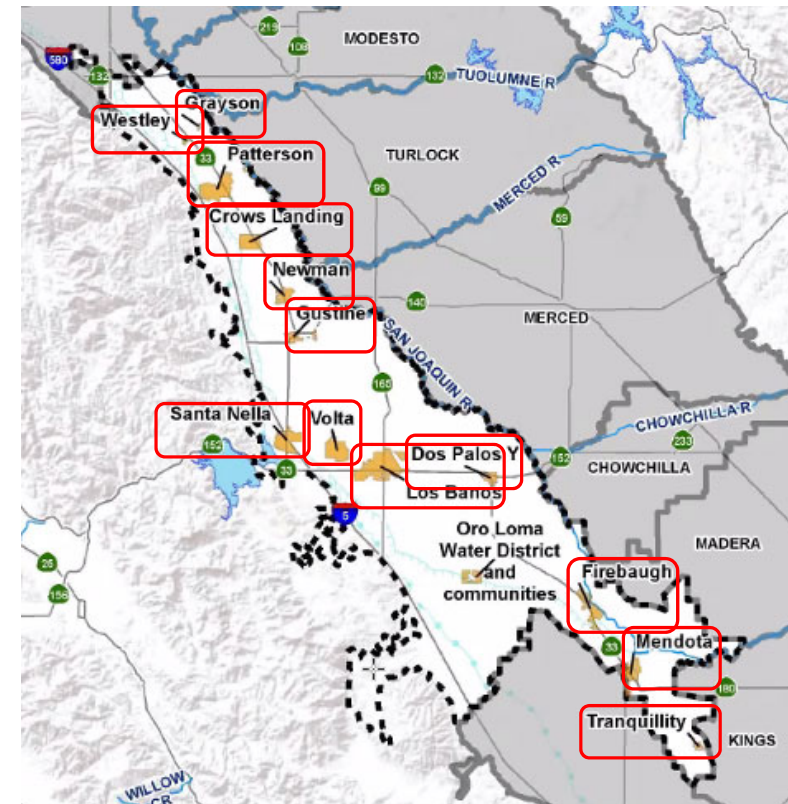 219
108
MODESTO
580
132
132
TUOLUMNE R
Grayson
Westley
33
Patterson
TURLOCK
99
MERCED R
59
Crows Landing
Newman
140
Gustine
MERCED
SAN JOAQUIN R
165
Santa Nella
Volta
CHOWCHILLA R
152
Dos Palos Y
152
233
33
CHOWCHILLA
Los Banos
5
Oro Loma
Water District
and
communities
MADERA
25
Firebaugh
156
33
Mendota
180
Tranquillity
KINGS
WILLOW
CR